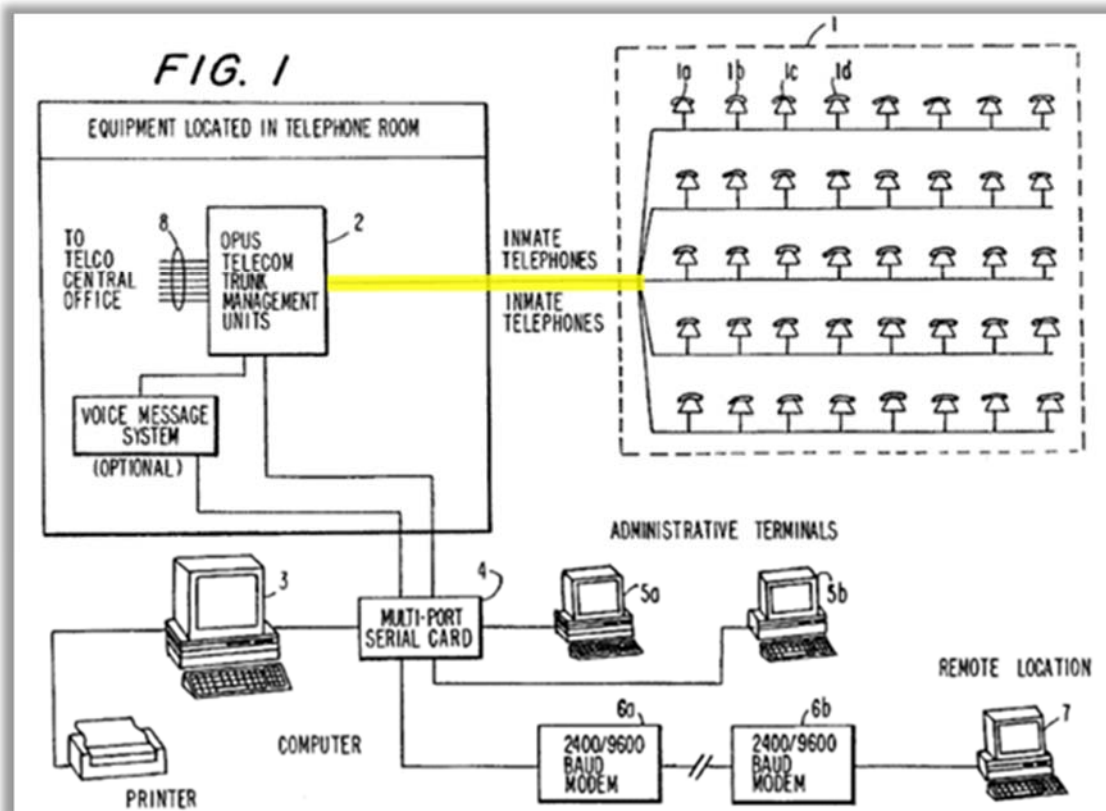 FIG. 1
1
1a 1b 1c 1d
EQUIPMENT LOCATED IN TELEPHONE ROOM
TO
TELCO
CENTRAL
OFFICE
8
OPUS
TELECOM
TRUNK
MANAGEMENT
UNITS
2
INMATE
TELEPHONES
INMATE
TELEPHONES
VOICE MESSAGE
SYSTEM
(OPTIONAL)
ADMINISTRATIVE TERMINALS
3
4
MULTI-PORT
SERIAL CARD
5a
5b
REMOTE LOCATION
6a
2400/9600
BAUD
MODEM
6b
2400/9600
BAUD
MODEM
7
COMPUTER
PRINTER